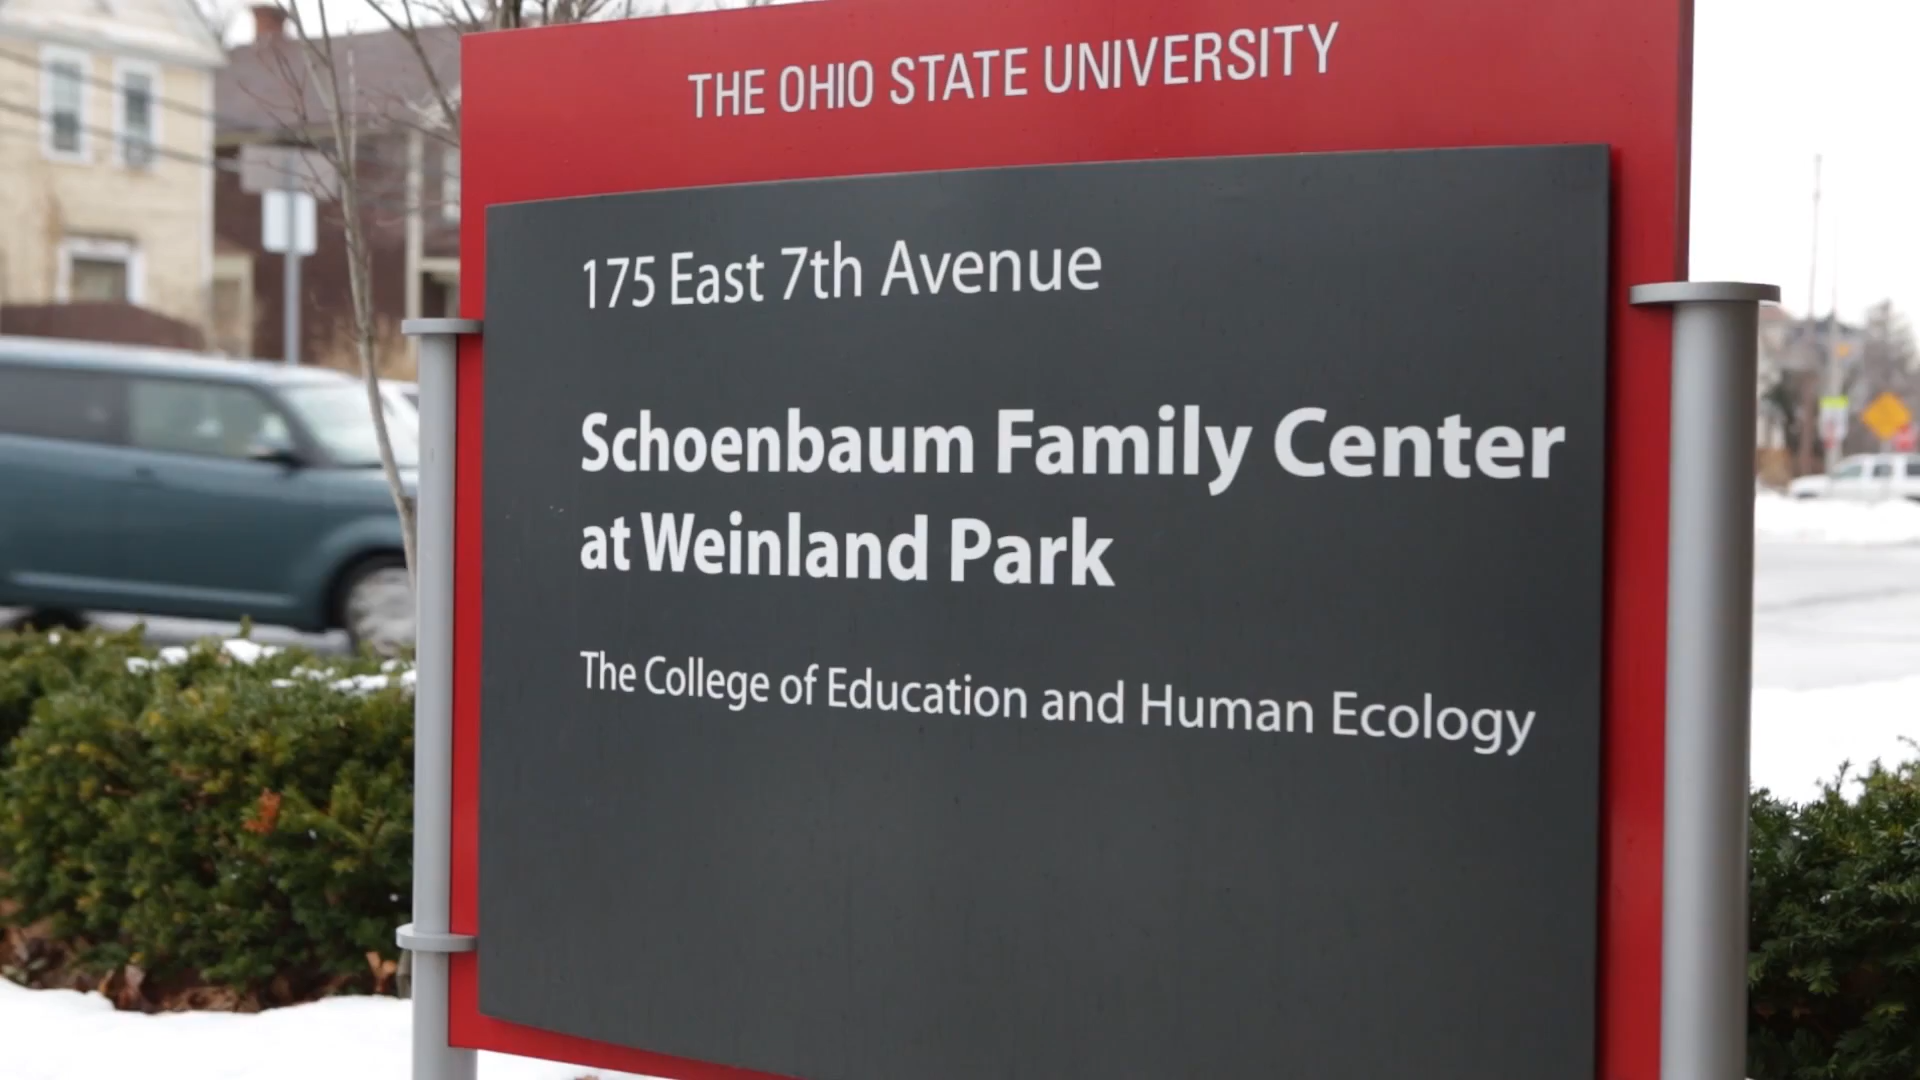 THE OHIO STATE UNIVERSITY
175 East 7th Avenue
Schoenbaum Family Center
at Weinland Park
The College of Education and Human Ecology